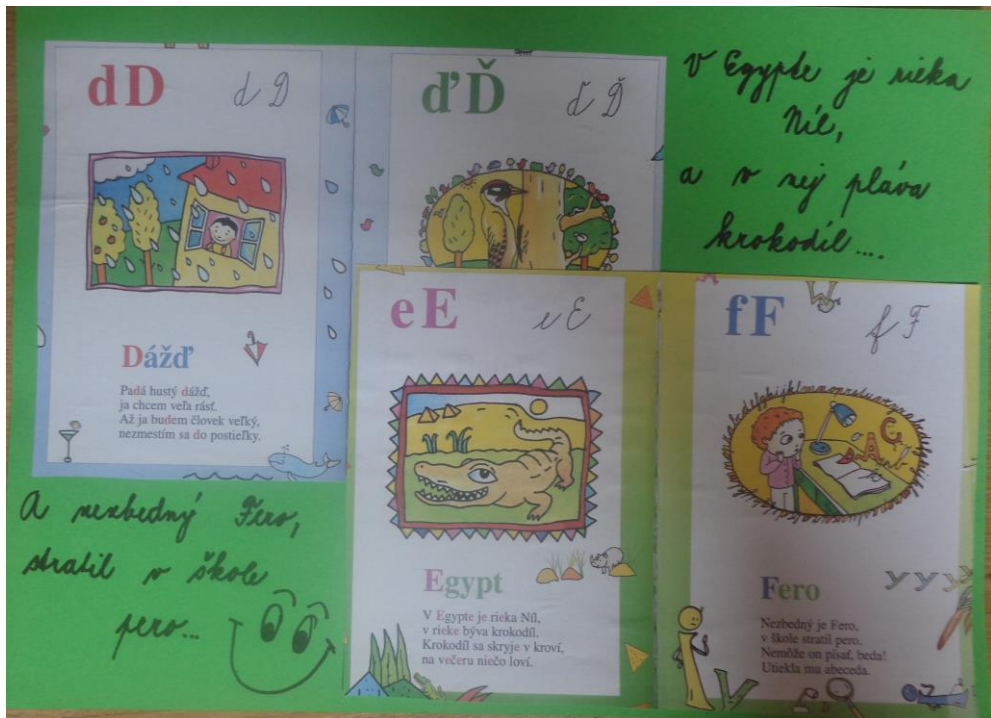 dD d D
Dážď
Padá hustý dážď,
ja chcem veľa rásť.
Až ja budem človek veľký,
nezmestím sa do postieľky.
ďĎ ď Ď
V Egypte je rieka
Níl,
a v nej pláva
krokodíl....
eE e E
Egypt
V Egypte je rieka Níl,
v rieke býva krokodíl.
Krokodíl sa skryje v kroví,
na večeru niečo loví.
fF f F
Fero
Nezbedný je Fero,
v škole stratil pero.
Nemôže on písať, beda!
Utiekla mu abeceda.
A nezbedný Fero,
stratil v škole
pero...